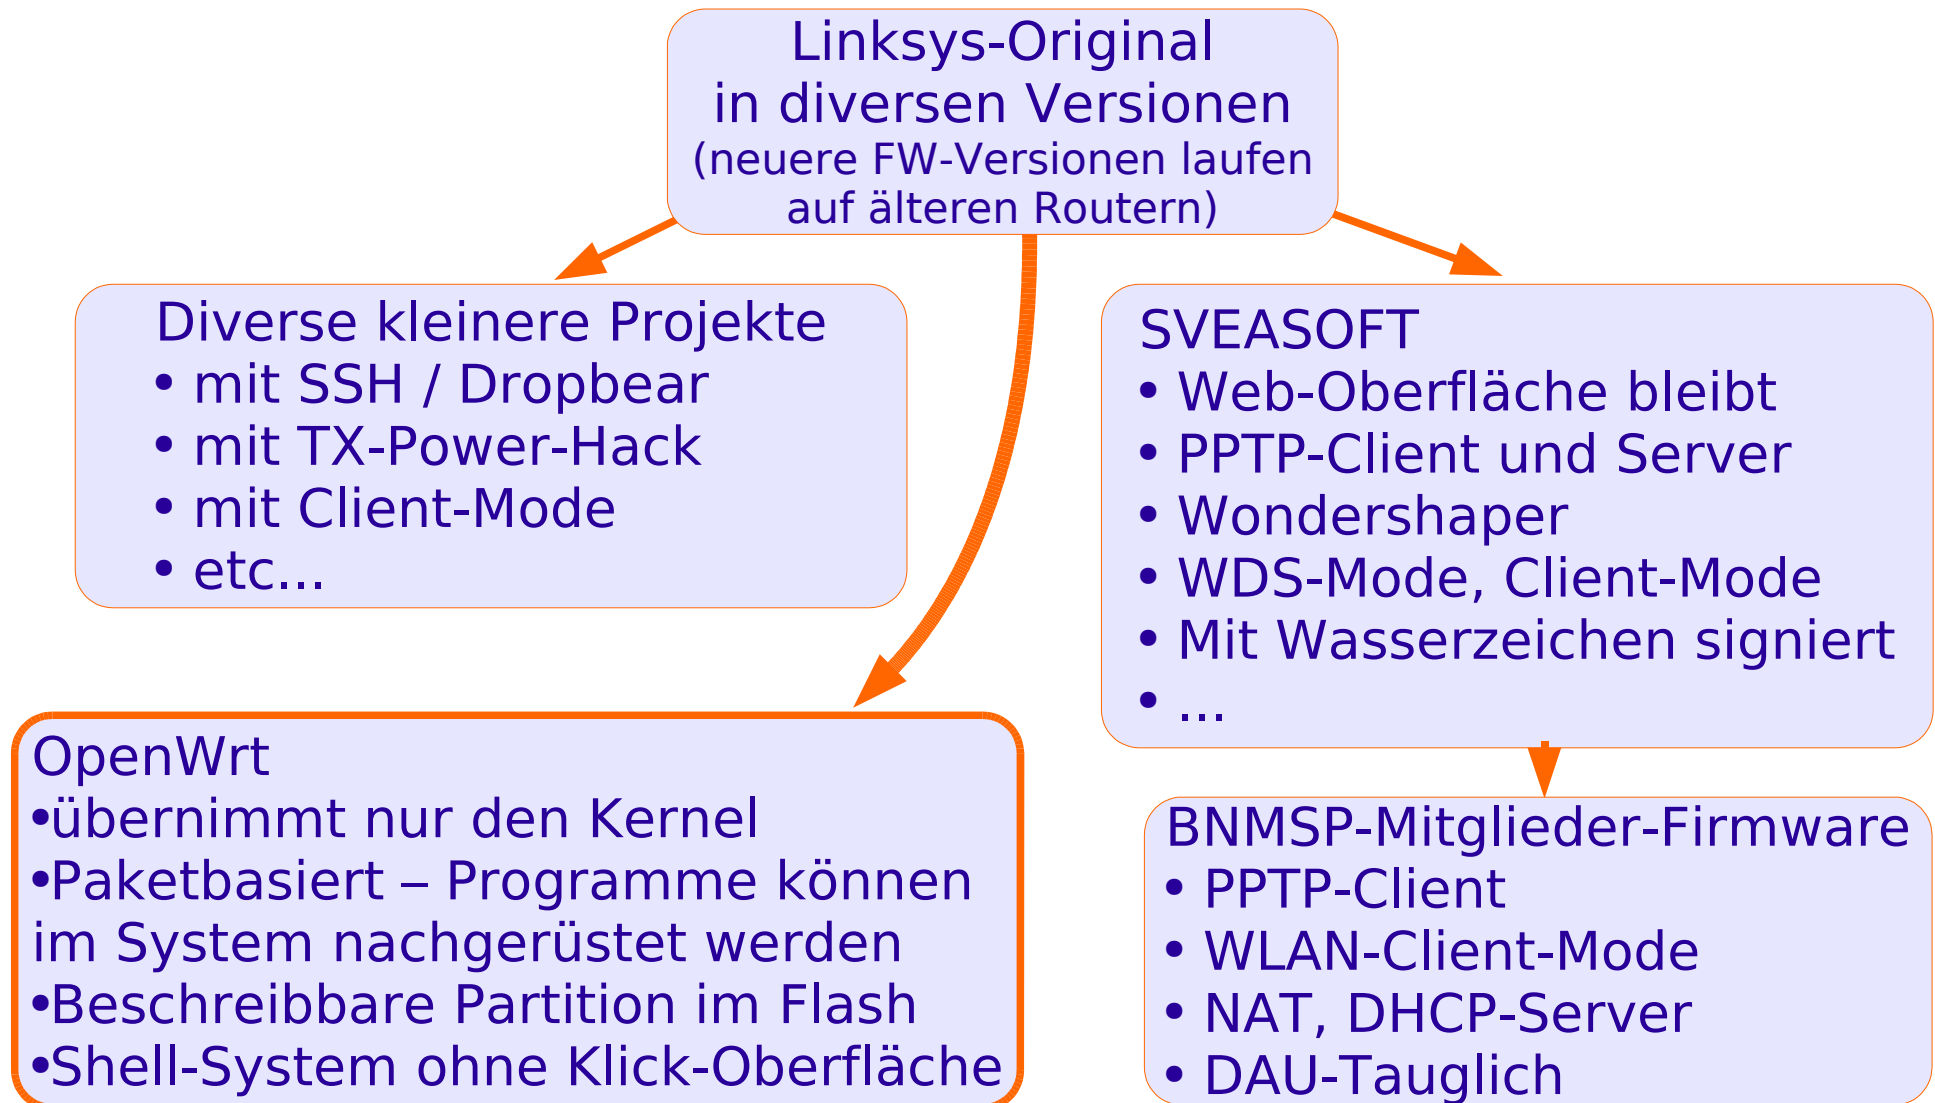 Linksys-Original
in diversen Versionen
(neuere FW-Versionen laufen
auf älteren Routern)
Diverse kleinere Projekte
• mit SSH / Dropbear
• mit TX-Power-Hack
• mit Client-Mode
• etc...
SVEASOFT
• Web-Oberfläche bleibt
• PPTP-Client und Server
• Wondershaper
• WDS-Mode, Client-Mode
• Mit Wasserzeichen signiert
• ...
OpenWrt
•übernimmt nur den Kernel
•Paketbasiert – Programme können
im System nachgerüstet werden
•Beschreibbare Partition im Flash
•Shell-System ohne Klick-Oberfläche
BNMSP-Mitglieder-Firmware
• PPTP-Client
• WLAN-Client-Mode
• NAT, DHCP-Server
• DAU-Tauglich